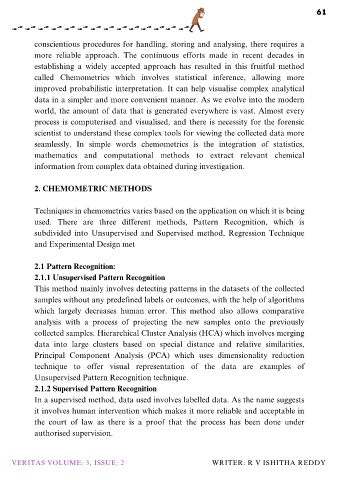 61
conscientious procedures for handling, storing and analysing, there requires a
more reliable approach. The continuous efforts made in recent decades in
establishing a widely accepted approach has resulted in this fruitful method
called Chemometrics which involves statistical inference, allowing more
improved probabilistic interpretation. It can help visualise complex analytical
data in a simpler and more convenient manner. As we evolve into the modern
world, the amount of data that is generated everywhere is vast. Almost every
process is computerised and visualised, and there is necessity for the forensic
scientist to understand these complex tools for viewing the collected data more
seamlessly. In simple words chemometrics is the integration of statistics,
mathematics and computational methods to extract relevant chemical
information from complex data obtained during investigation.
2. CHEMOMETRIC METHODS
Techniques in chemometrics varies based on the application on which it is being
used. There are three different methods, Pattern Recognition, which is
subdivided into Unsupervised and Supervised method, Regression Technique
and Experimental Design met
2.1 Pattern Recognition:
2.1.1 Unsupervised Pattern Recognition
This method mainly involves detecting patterns in the datasets of the collected
samples without any predefined labels or outcomes, with the help of algorithms
which largely decreases human error. This method also allows comparative
analysis with a process of projecting the new samples onto the previously
collected samples. Hierarchical Cluster Analysis (HCA) which involves merging
data into large clusters based on special distance and relative similarities,
Principal Component Analysis (PCA) which uses dimensionality reduction
technique to offer visual representation of the data are examples of
Unsupervised Pattern Recognition technique.
2.1.2 Supervised Pattern Recognition
In a supervised method, data used involves labelled data. As the name suggests
it involves human intervention which makes it more reliable and acceptable in
the court of law as there is a proof that the process has been done under
authorised supervision.
VERITAS VOLUME: 3, ISSUE: 2 WRITER: R V ISHITHA REDDY